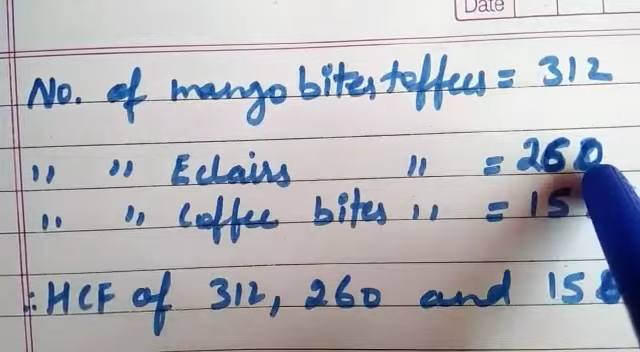 Date
No. of mango bites toffees = 312
,, ,, Eclairs ,, = 260
,, ,, Coffee bites ,, =
∴ HCF of 312, 260 and